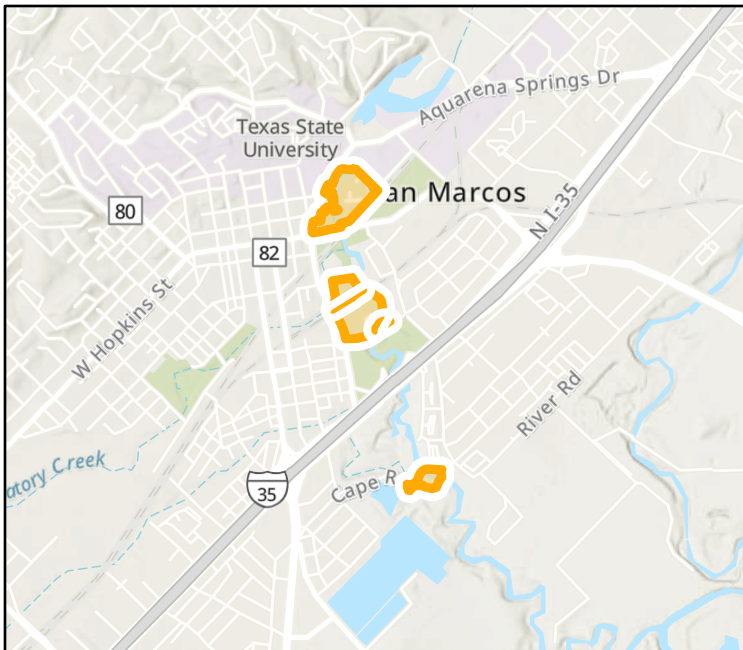 Aquarena Springs Dr
Texas State
University
an Marcos
80
N I-35
82
W Hopkins St
River Rd
atory Creek
35
Cape R